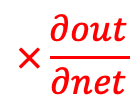 × ∂out
∂net